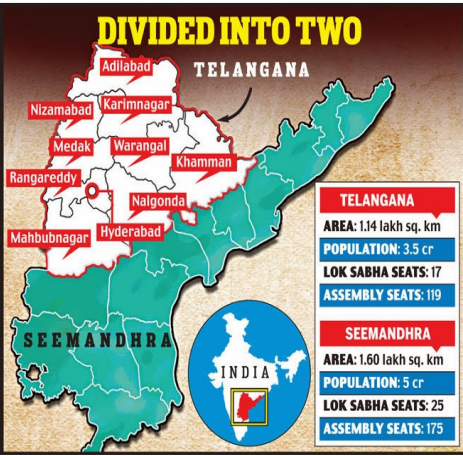 DIVIDED INTO TWO
TELANGANA
Adilabad
Nizamabad
Karimnagar
Medak
Warangal
Khamman
Rangareddy
Nalgonda
Mahbubnagar
Hyderabad
SEEMANDHRA
INDIA
TELANGANA
AREA: 1.14 lakh sq. km
POPULATION: 3.5 cr
LOK SABHA SEATS: 17
ASSEMBLY SEATS: 119
SEEMANDHRA
AREA: 1.60 lakh sq. km
POPULATION: 5 cr
LOK SABHA SEATS: 25
ASSEMBLY SEATS: 175